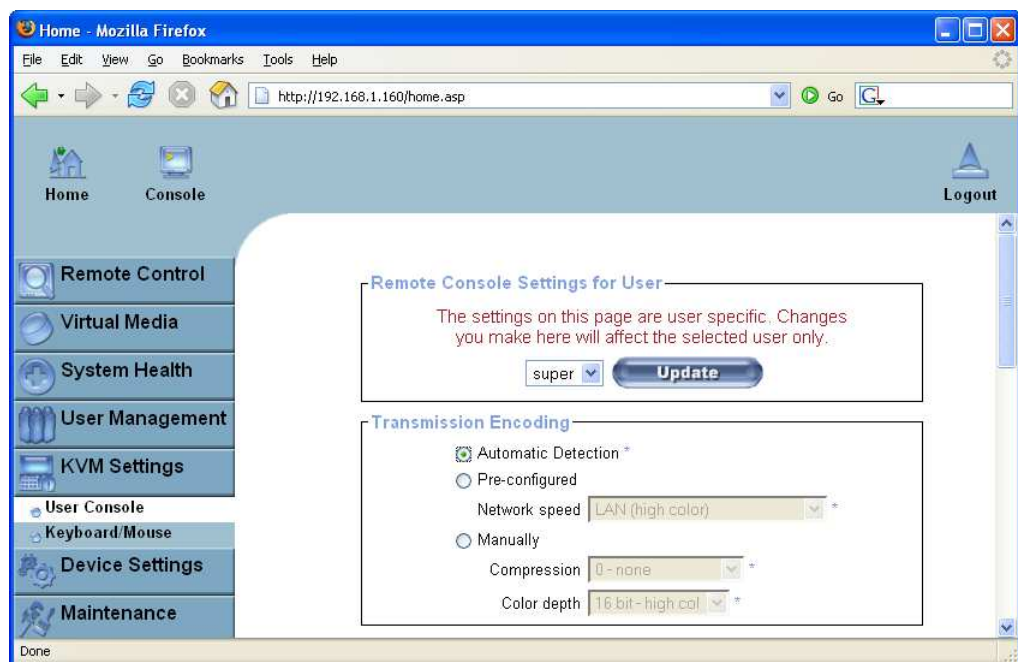 Home - Mozilla Firefox
File Edit View Go Bookmarks Tools Help
http://192.168.1.160/home.asp
Go
G
Home
Console
Logout
Remote Control
Virtual Media
System Health
User Management
KVM Settings
User Console
Keyboard/Mouse
Device Settings
Maintenance
Remote Console Settings for User
The settings on this page are user specific. Changes
you make here will affect the selected user only.
super
Update
Transmission Encoding
Automatic Detection *
Pre-configured
Network speed LAN (high color) *
Manually
Compression 0 - none *
Color depth 16 bit - high col *
Done